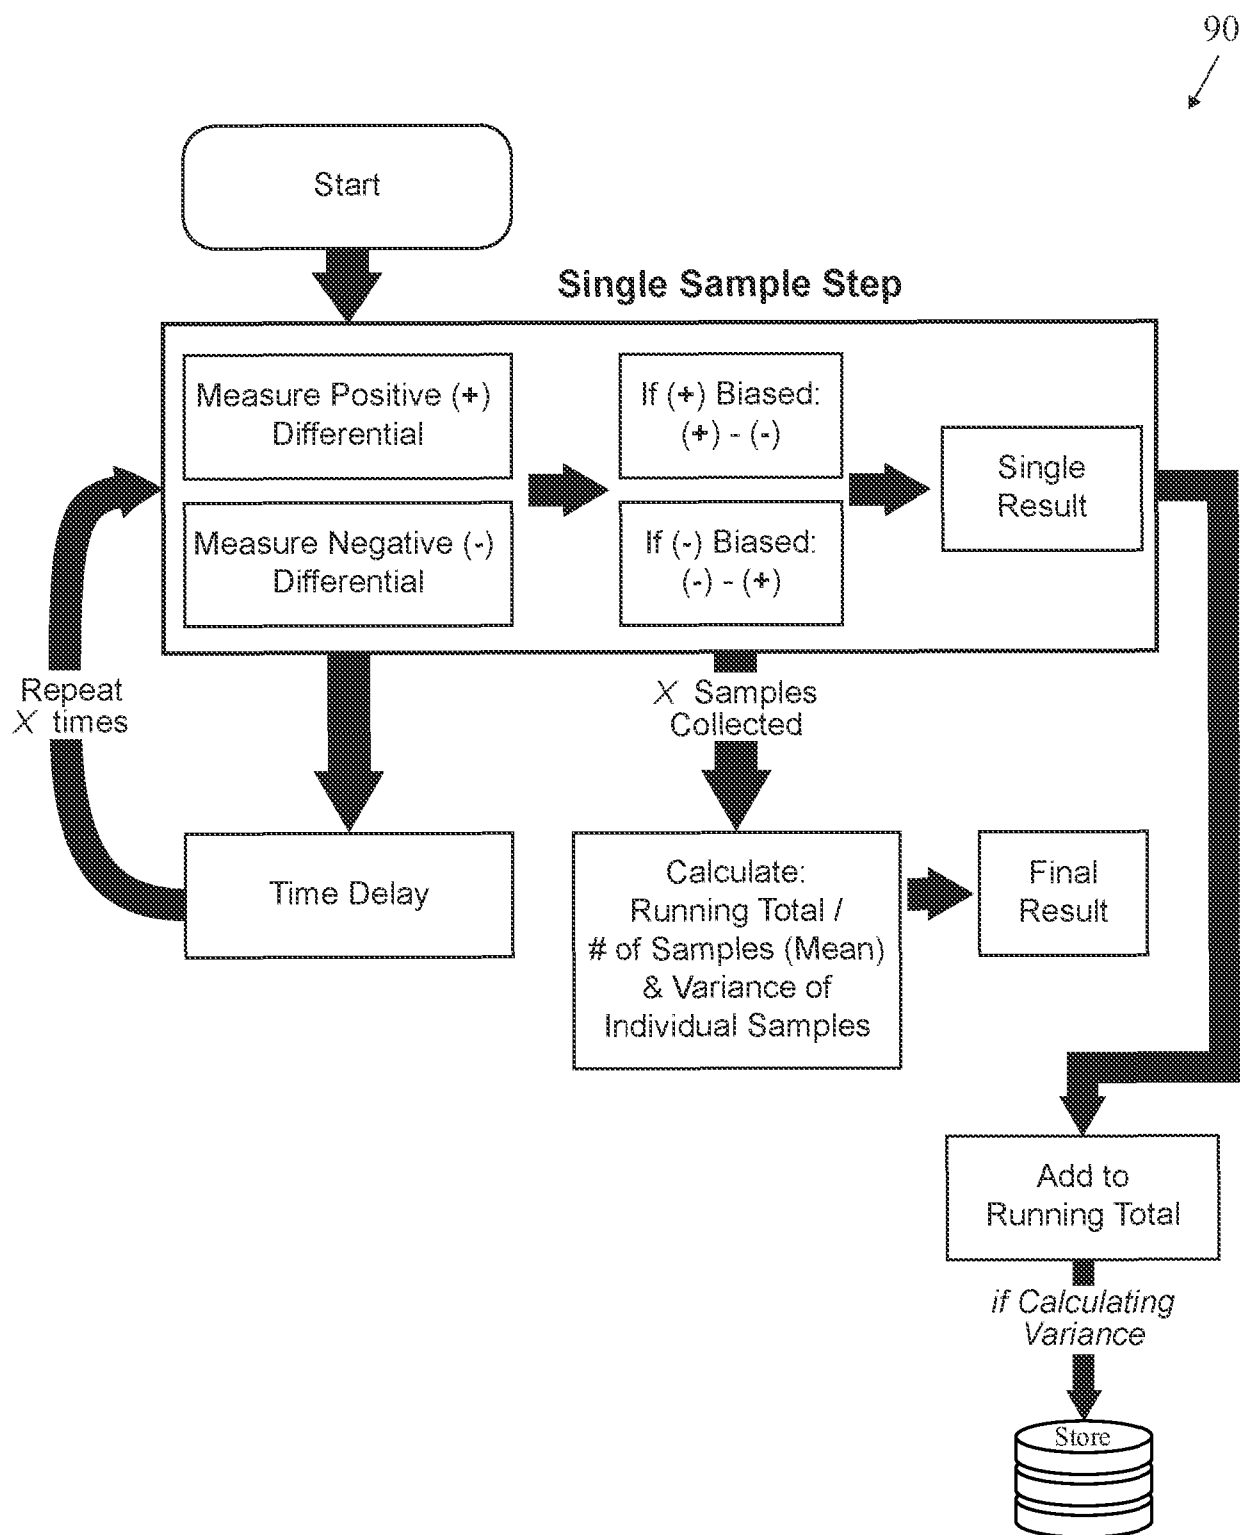 90
Start
Single Sample Step
Measure Positive (+)
Differential
If (+) Biased:
(+) - (-)
Single
Result
Measure Negative (-)
Differential
If (-) Biased:
(-) - (+)
Repeat
X times
X Samples
Collected
Time Delay
Calculate:
Running Total /
# of Samples (Mean)
& Variance of
Individual Samples
Final
Result
Add to
Running Total
if Calculating
Variance
Store